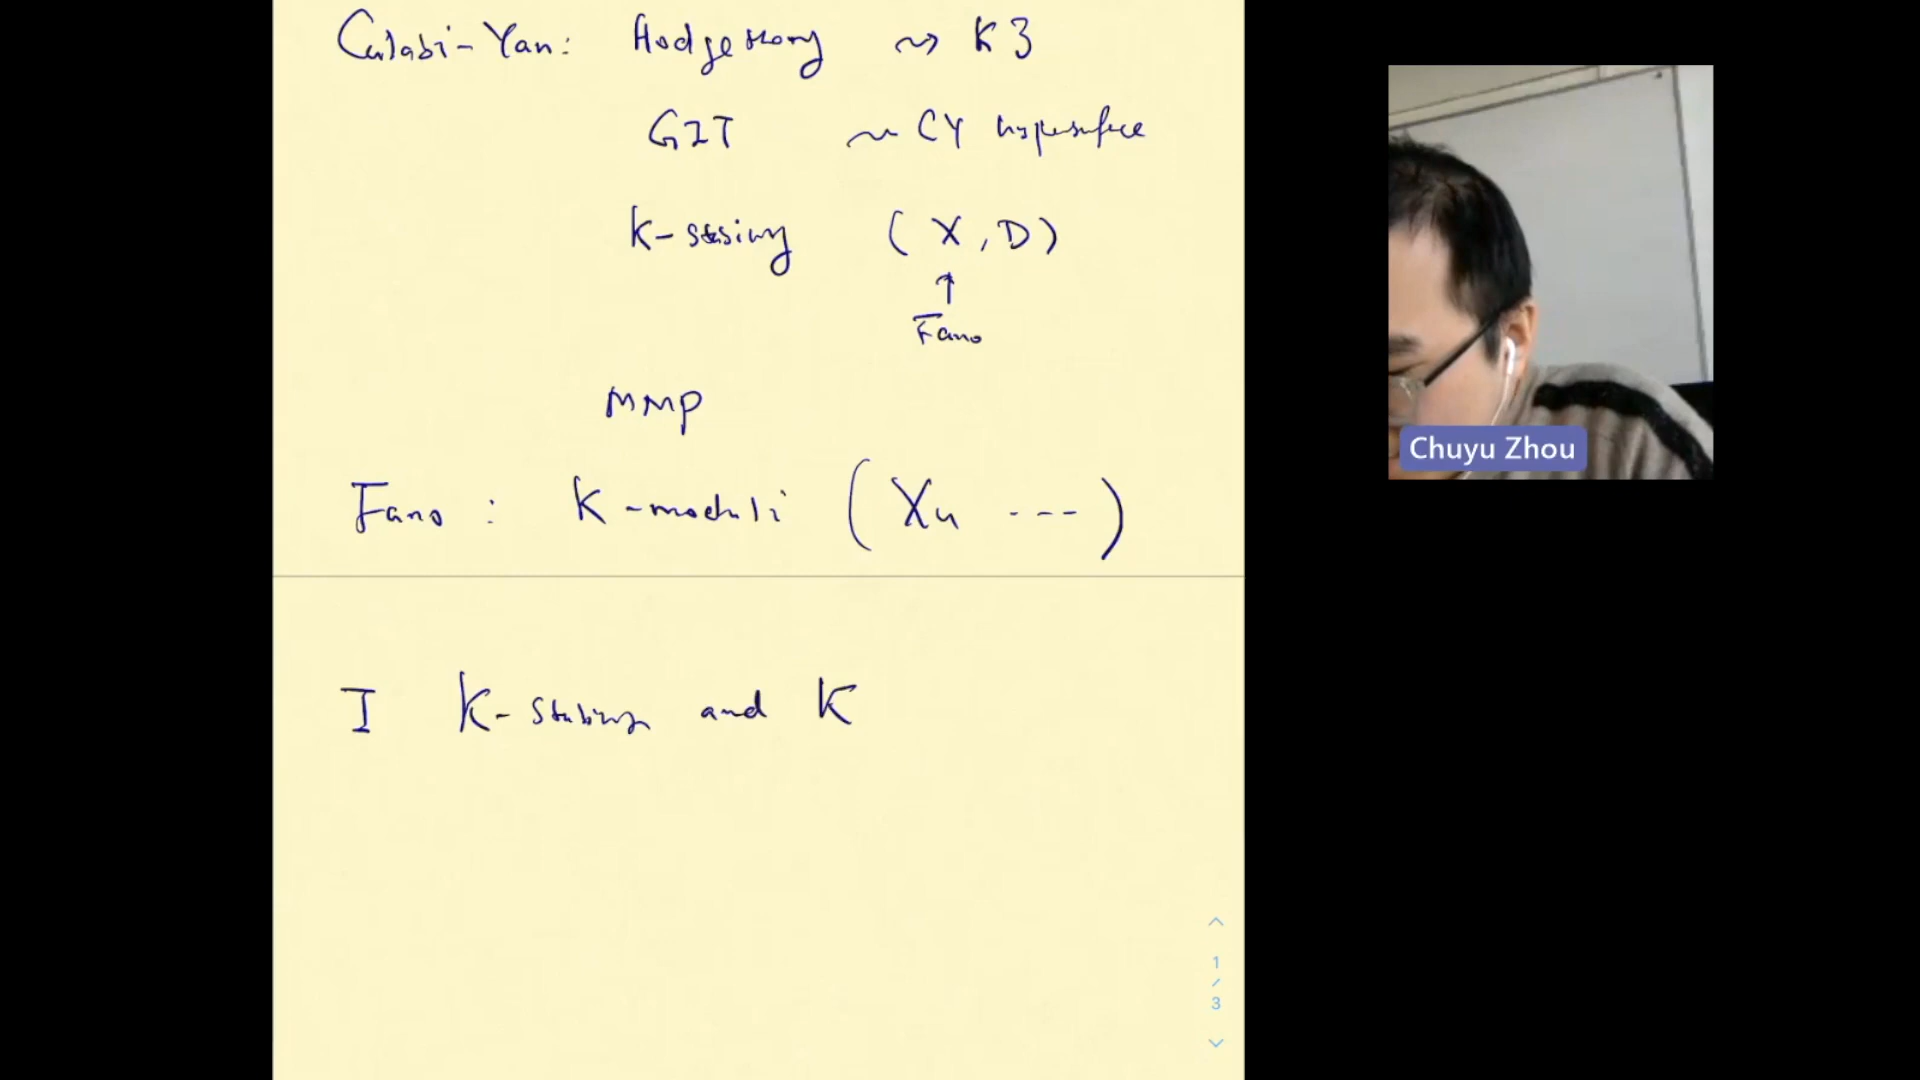 Calabi-Yau: Hodge theory ~> K3
GIT ~ CY hypersurface
K-stability (X, D)
↑
Fano
MMP
Fano : K-moduli (Xu ---)
I K-stability and K
Chuyu Zhou
1
/
3